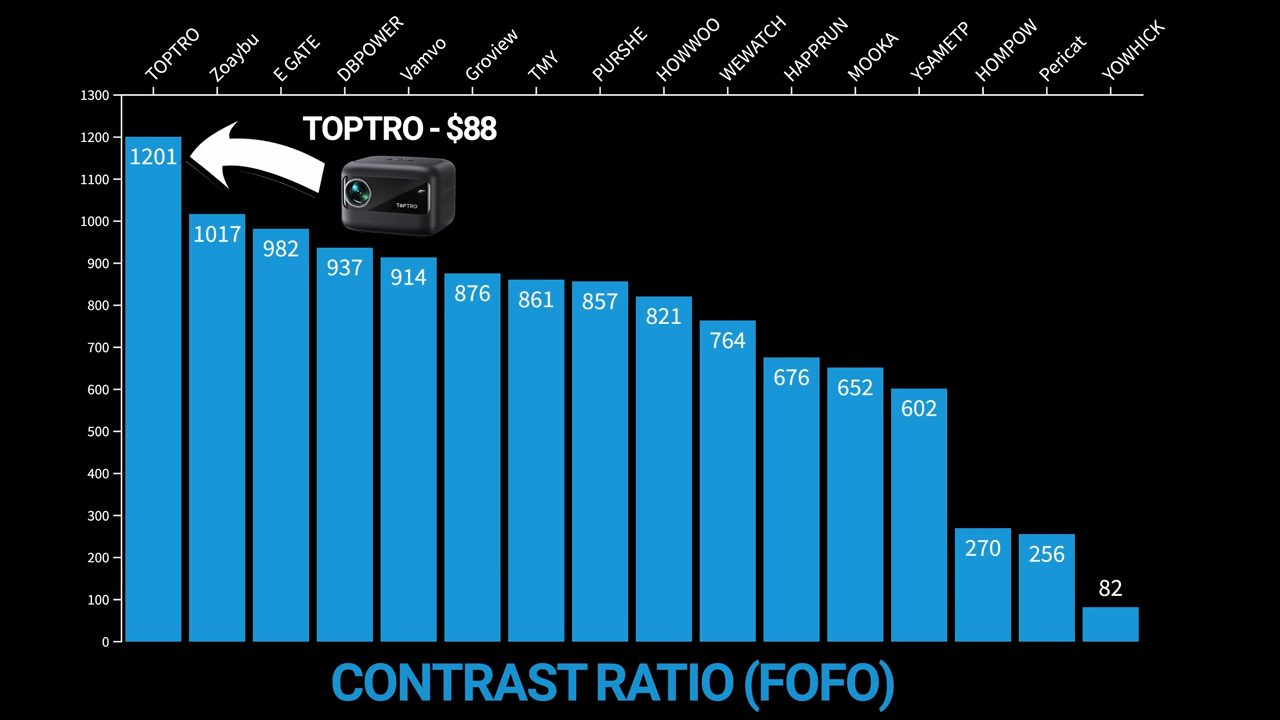 TOPTRO
Zoaybu
E GATE
DBPOWER
Vamvo
Groview
TMY
PURSHE
HOWWOO
WEWATCH
HAPPRUN
MOOKA
YSAMETP
HOMPOW
Pericat
YOWHICK
1300
1200
1100
1000
900
800
700
600
500
400
300
200
100
0
TOPTRO - $88
TOPTRO
1201
1017
982
937
914
876
861
857
821
764
676
652
602
270
256
82
CONTRAST RATIO (FOFO)